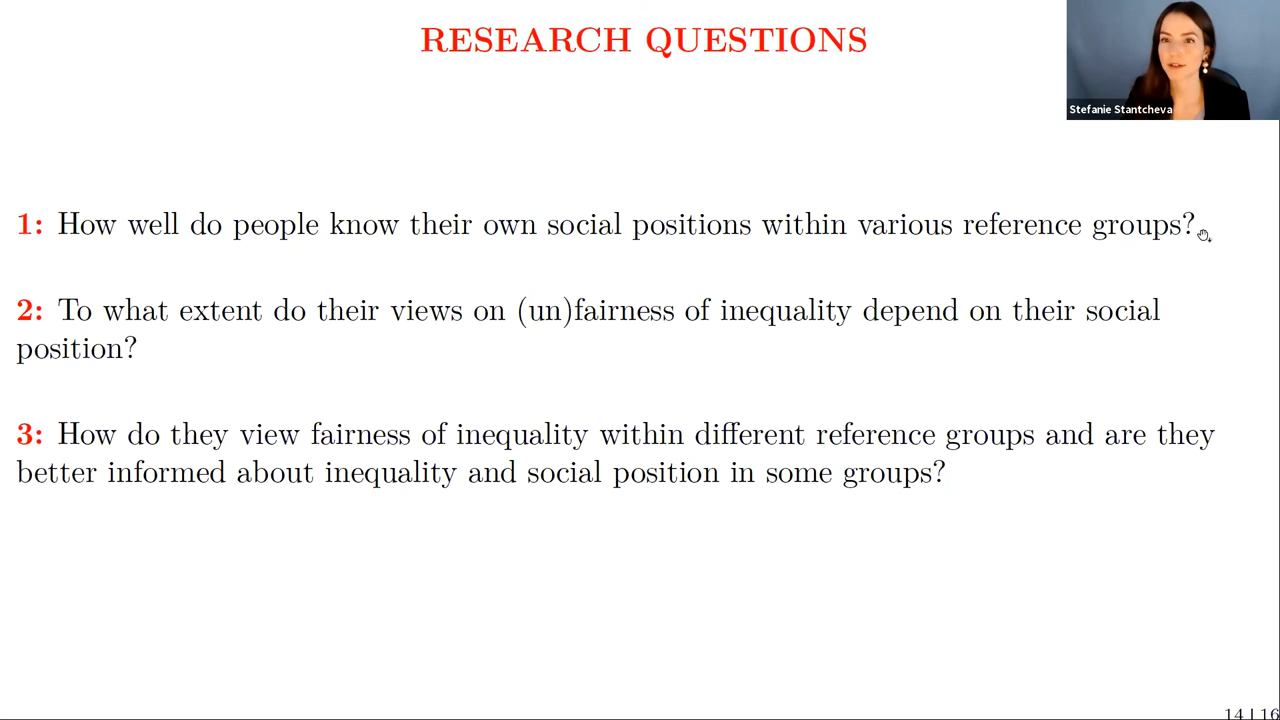 RESEARCH QUESTIONS
Stefanie Stantcheva
1: How well do people know their own social positions within various reference groups?
2: To what extent do their views on (un)fairness of inequality depend on their social
position?
3: How do they view fairness of inequality within different reference groups and are they
better informed about inequality and social position in some groups?
14 | 16